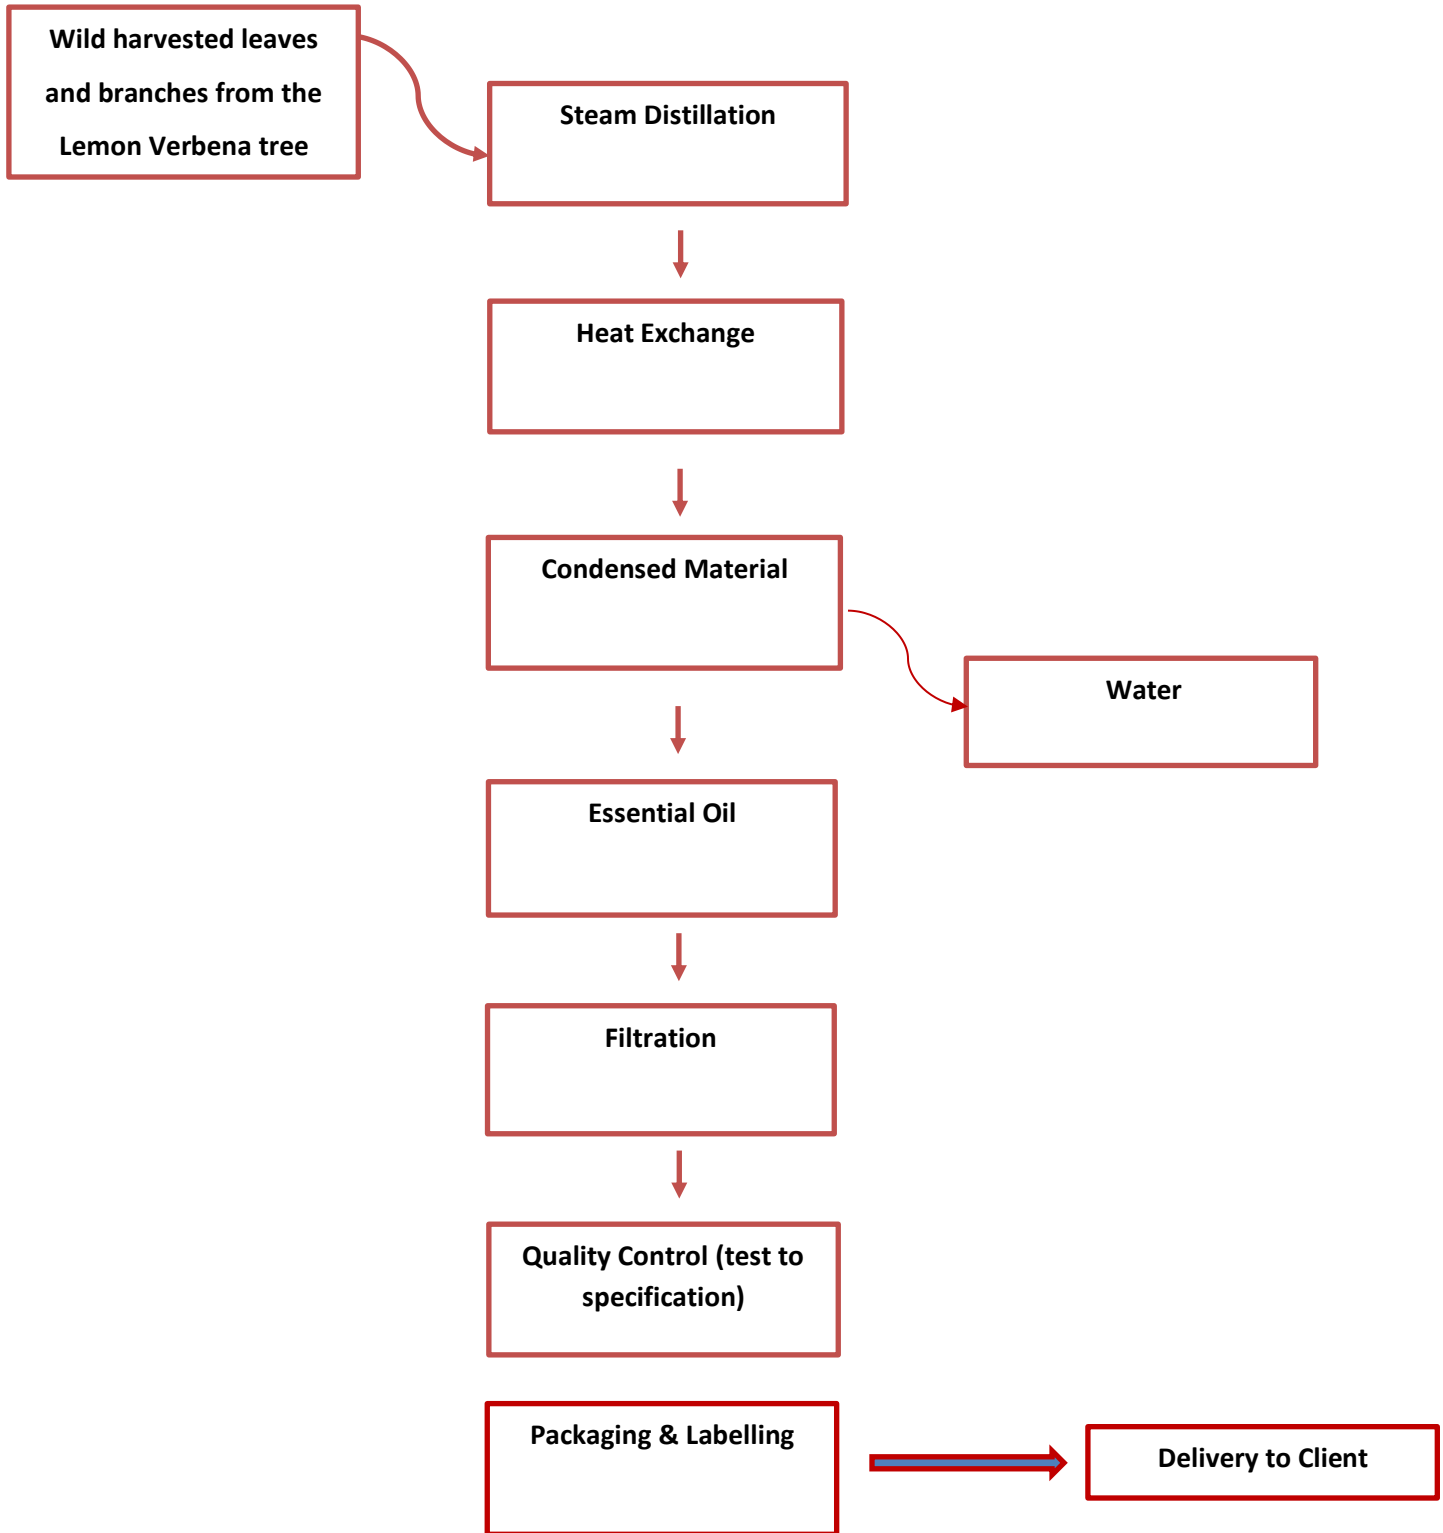 Wild harvested leaves
and branches from the
Lemon Verbena tree
Steam Distillation
Heat Exchange
Condensed Material
Water
Essential Oil
Filtration
Quality Control (test to
specification)
Packaging & Labelling
Delivery to Client